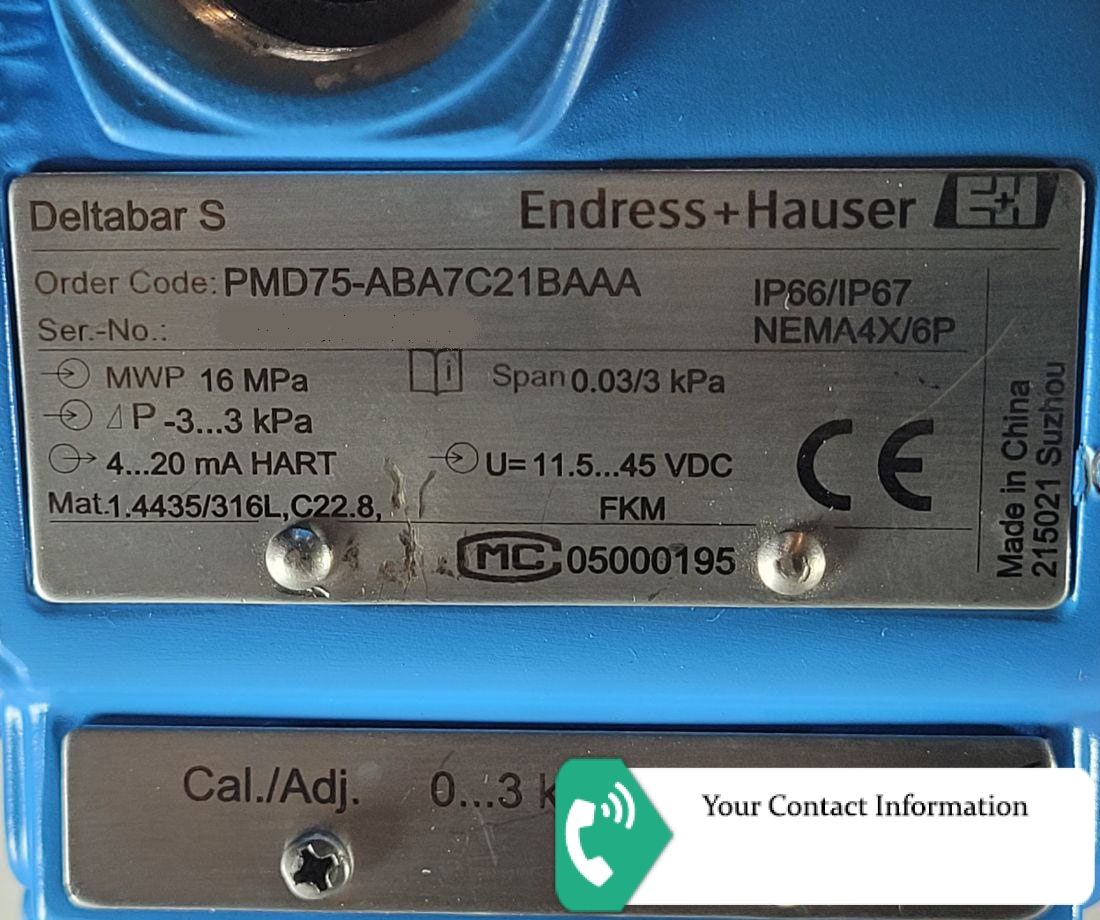 Deltabar S
Endress+Hauser E+H
Order Code: PMD75-ABA7C21BAAA
IP66/IP67
Ser.-No.:
NEMA4X/6P
MWP 16 MPa
i
Span 0.03/3 kPa
⊿P -3...3 kPa
4...20 mA HART
U= 11.5...45 VDC
CE
Mat.1.4435/316L,C22.8,
FKM
MC 05000195
Made in China
215021 Suzhou
Cal./Adj. 0...3 k
Your Contact Information